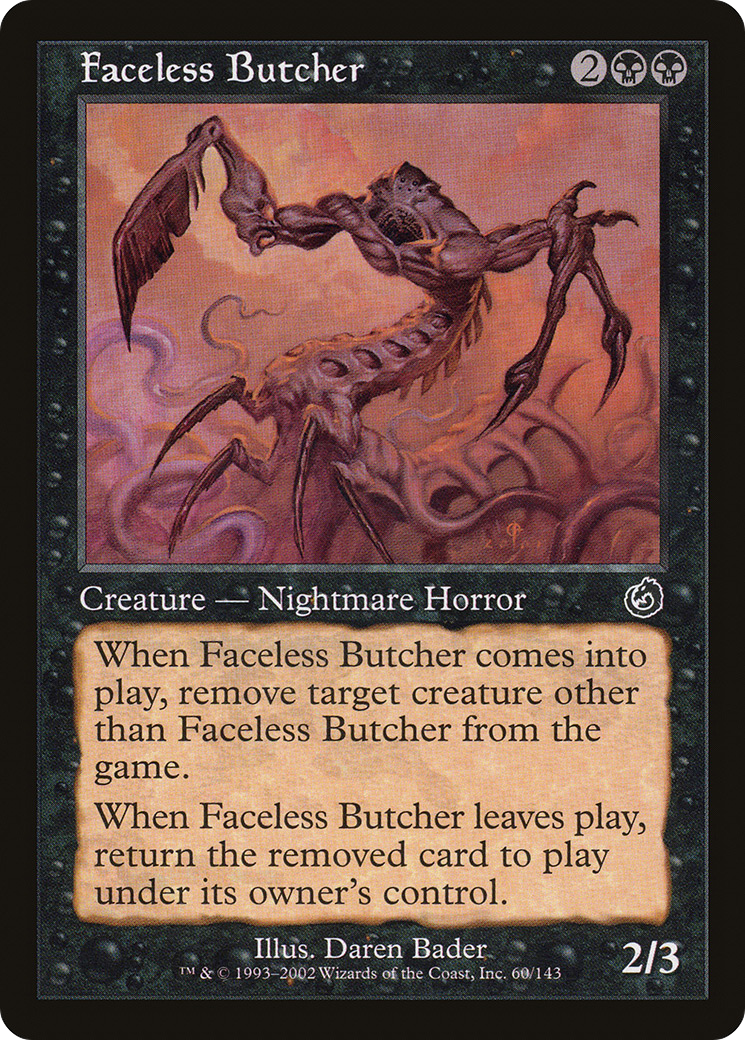 Faceless Butcher 2
Creature — Nightmare Horror
When Faceless Butcher comes into
play, remove target creature other
than Faceless Butcher from the
game.
When Faceless Butcher leaves play,
return the removed card to play
under its owner's control.
Illus. Daren Bader
™ & © 1993–2002 Wizards of the Coast, Inc. 60/143
2/3